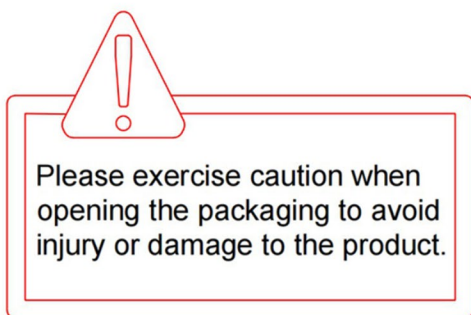 Please exercise caution when
opening the packaging to avoid
injury or damage to the product.